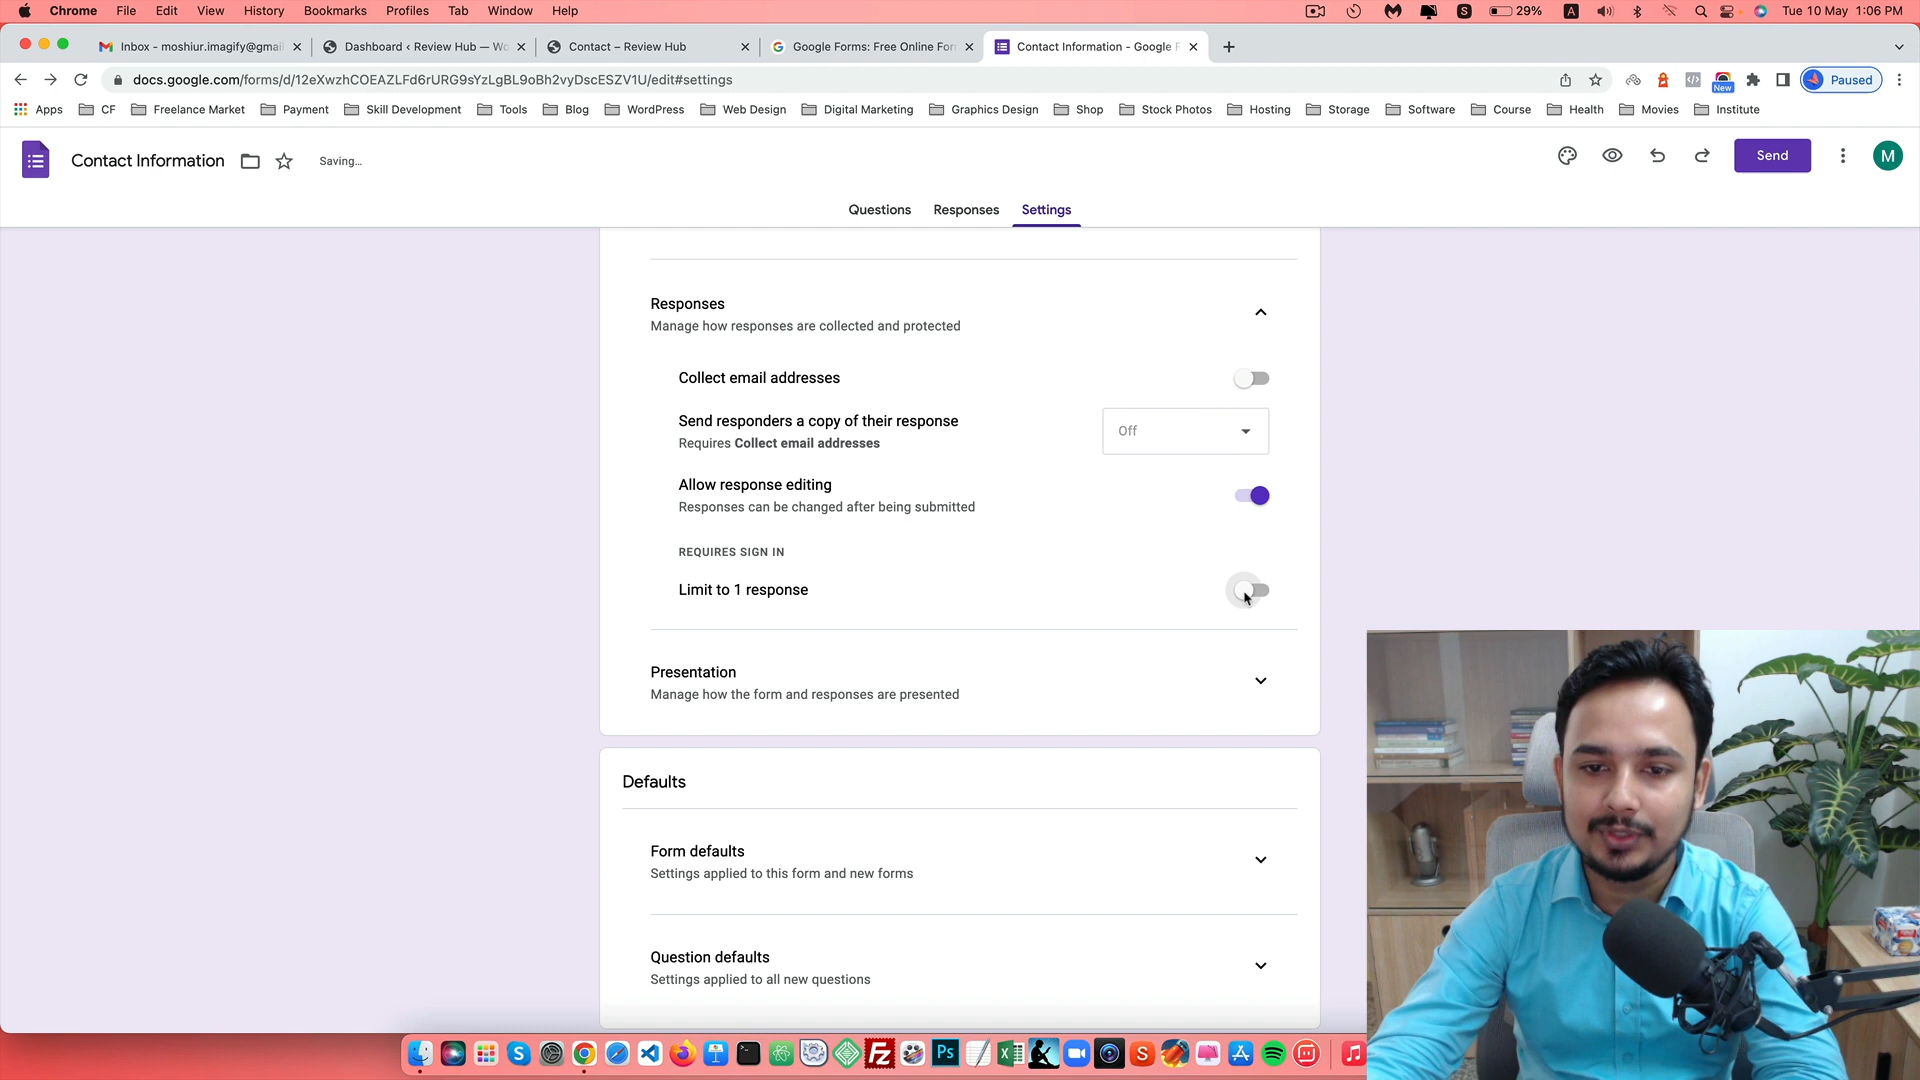 Chrome File Edit View History Bookmarks Profiles Tab Window Help 29% A Tue 10 May 1:06 PM
Inbox - moshiur.imagify@gmai Dashboard ‹ Review Hub — Wo Contact – Review Hub Google Forms: Free Online For Contact Information - Google F
docs.google.com/forms/d/12eXwzhCOEAZLFd6rURG9sYzLgBL9oBh2vyDscESZV1U/edit#settings New Paused
Apps CF Freelance Market Payment Skill Development Tools Blog WordPress Web Design Digital Marketing Graphics Design Shop Stock Photos Hosting Storage Software Course Health Movies Institute
Contact Information Saving... Send M
Questions Responses Settings
Responses
Manage how responses are collected and protected
Collect email addresses
Send responders a copy of their response
Requires Collect email addresses
Off
Allow response editing
Responses can be changed after being submitted
REQUIRES SIGN IN
Limit to 1 response
Presentation
Manage how the form and responses are presented
Defaults
Form defaults
Settings applied to this form and new forms
Question defaults
Settings applied to all new questions